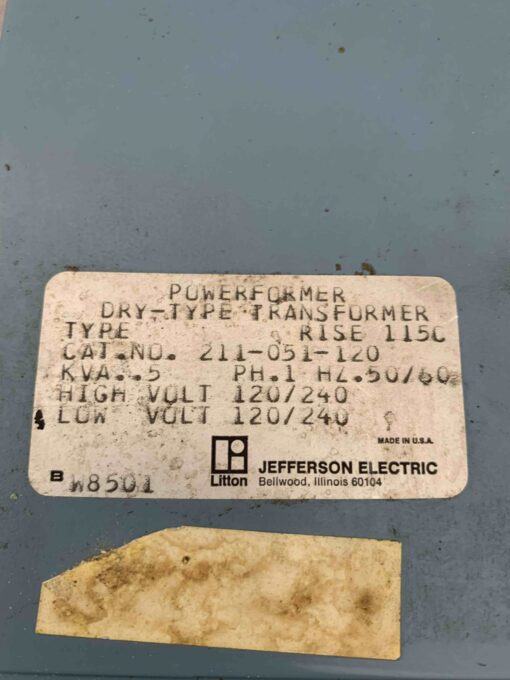 POWERFORMER
DRY-TYPE TRANSFORMER
TYPE RISE 115C
CAT.NO. 211-051-120
KVA..5 PH.1 HZ.50/60
HIGH VOLT 120/240
LOW VOLT 120/240
MADE IN U.S.A.
B W8501
Litton
JEFFERSON ELECTRIC
Bellwood, Illinois 60104